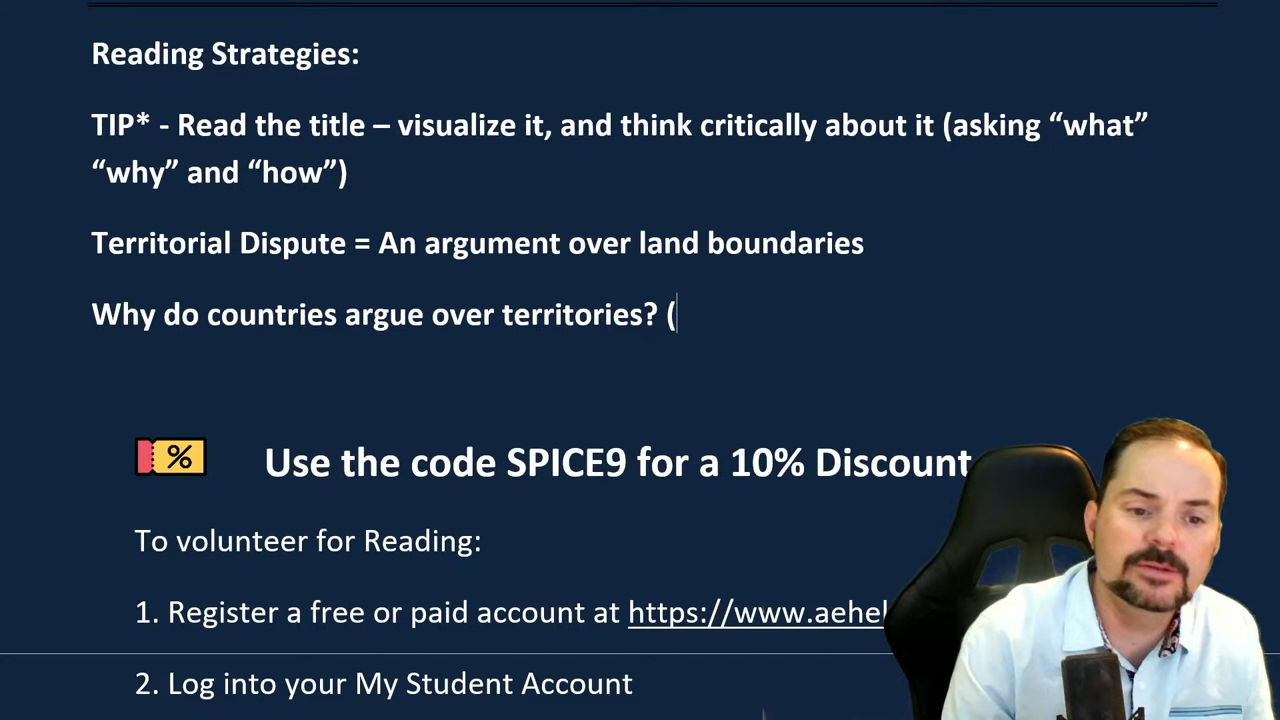 Reading Strategies:
TIP* - Read the title – visualize it, and think critically about it (asking “what”
“why” and “how”)
Territorial Dispute = An argument over land boundaries
Why do countries argue over territories? (
%
Use the code SPICE9 for a 10% Discount
To volunteer for Reading:
1. Register a free or paid account at https://www.aehel
2. Log into your My Student Account